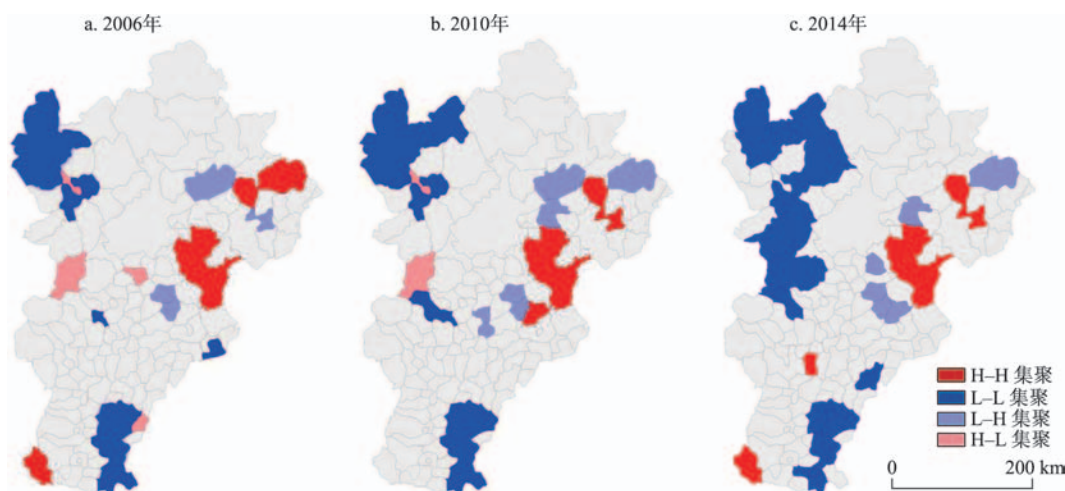 a. 2006年
b. 2010年
c. 2014年
H–H 集聚
L–L 集聚
L–H 集聚
H–L 集聚
0 200 km